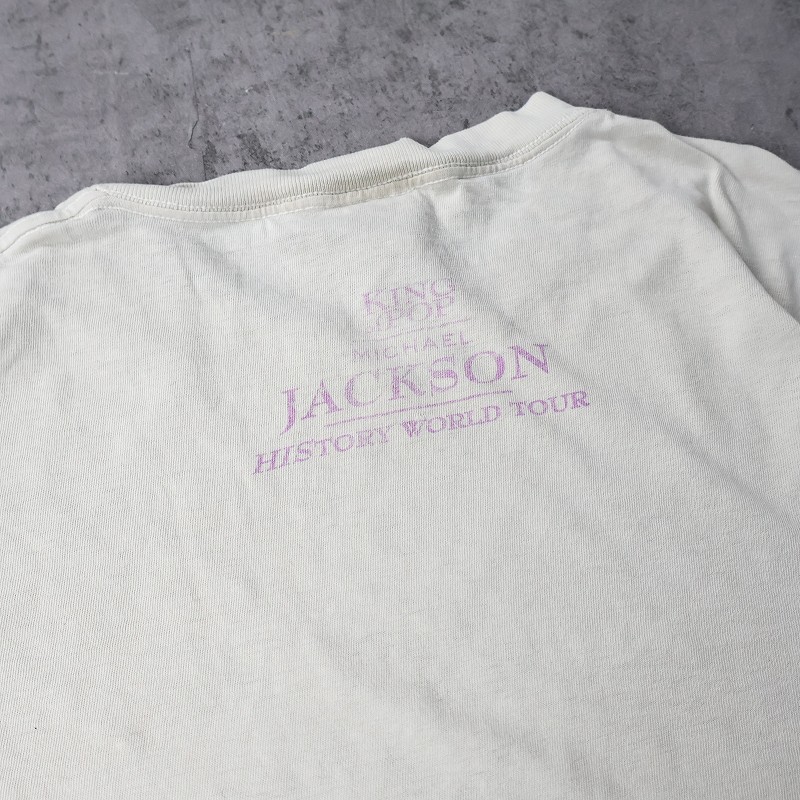 KING
OF POP
MICHAEL
JACKSON
HISTORY WORLD TOUR